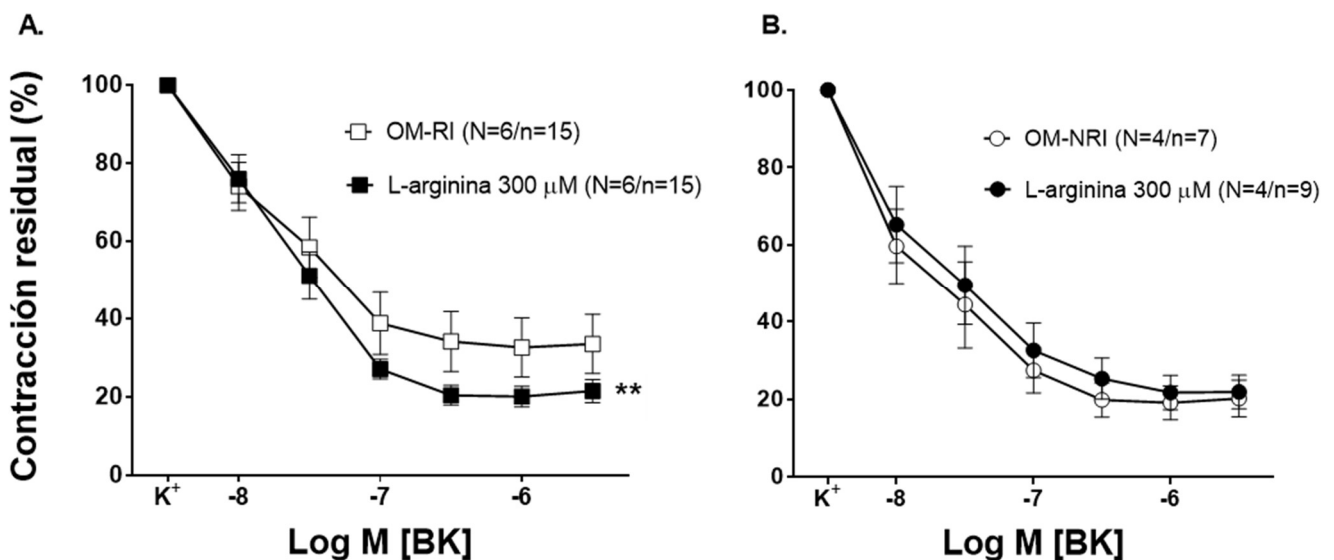 A.
Contracción residual (%)
100
80
60
40
20
0
OM-RI (N=6/n=15)
L-arginina 300 μM (N=6/n=15)
**
K+
-8
-7
-6
Log M [BK]
B.
100
80
60
40
20
0
OM-NRI (N=4/n=7)
L-arginina 300 μM (N=4/n=9)
K+
-8
-7
-6
Log M [BK]